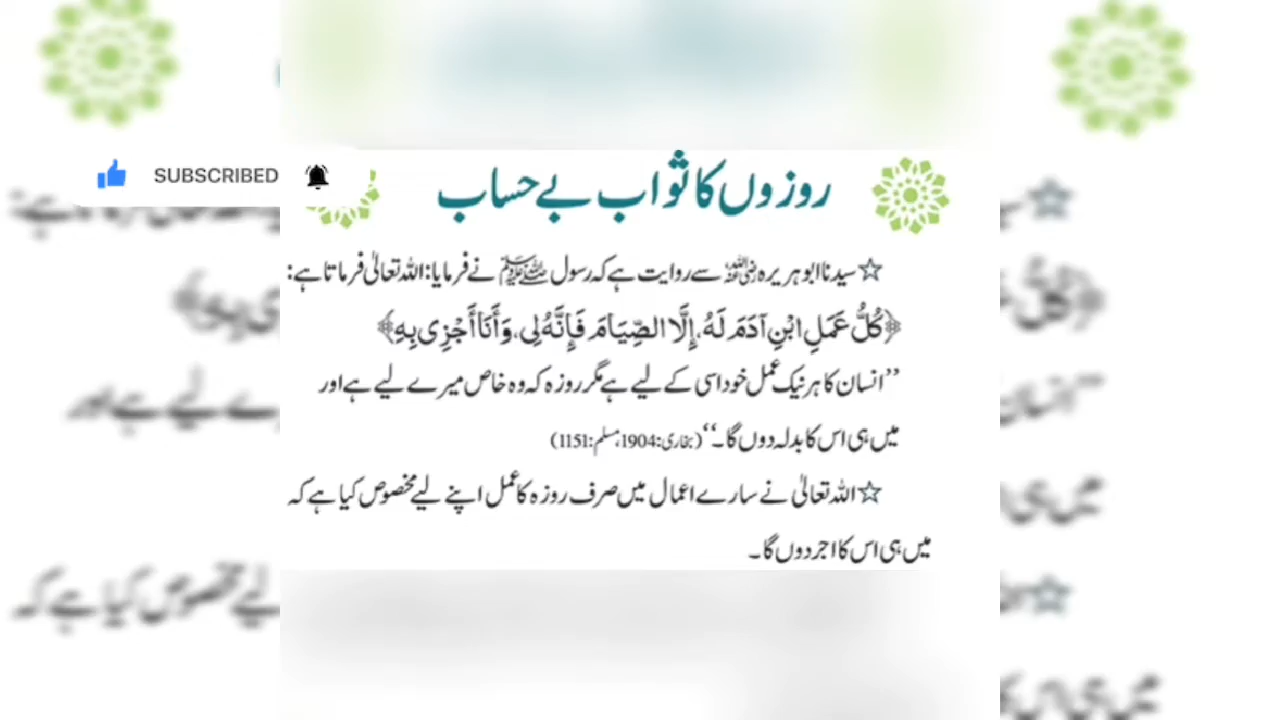 SUBSCRIBED
روزوں کا ثواب بے حساب
☆سیدنا ابو ہریرہ رضی اللہ عنہ سے روایت ہے کہ رسول ﷺ نے فرمایا: اللہ تعالیٰ فرماتا ہے:
﴿كُلُّ عَمَلِ ابْنِ آدَمَ لَهُ، إِلَّا الصِّيَامَ فَإِنَّهُ لِي، وَأَنَا أَجْزِي بِهِ﴾
’’انسان کا ہر نیک عمل خود اسی کے لیے ہے مگر روزہ کہ وہ خاص میرے لیے ہے اور
میں ہی اس کا بدلہ دوں گا۔‘‘ (بخاری:1904، مسلم:1151)
☆اللہ تعالیٰ نے سارے اعمال میں صرف روزہ کا عمل اپنے لیے مخصوص کیا ہے کہ
میں ہی اس کا اجر دوں گا۔